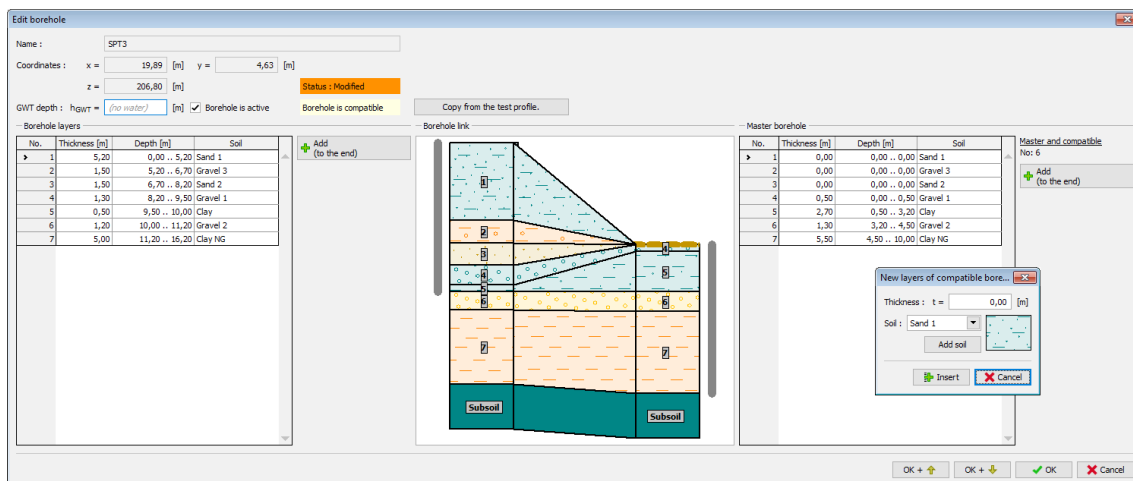 Edit borehole
Name : SPT3
Coordinates : x = 19,89 [m] y = 4,63 [m]
z = 206,80 [m] Status : Modified
GWT depth : hGWT = (no water) [m] Borehole is active Borehole is compatible Copy from the test profile.
Borehole layers
No. Thickness [m] Depth [m] Soil
1 5,20 0,00 .. 5,20 Sand 1
2 1,50 5,20 .. 6,70 Gravel 3
3 1,50 6,70 .. 8,20 Sand 2
4 1,30 8,20 .. 9,50 Gravel 1
5 0,50 9,50 .. 10,00 Clay
6 1,20 10,00 .. 11,20 Gravel 2
7 5,00 11,20 .. 16,20 Clay NG
Add
(to the end)
Borehole link
1
2
3
4
5
6
7
Subsoil
4
5
6
7
Subsoil
Master borehole
No. Thickness [m] Depth [m] Soil
1 0,00 0,00 .. 0,00 Sand 1
2 0,00 0,00 .. 0,00 Gravel 3
3 0,00 0,00 .. 0,00 Sand 2
4 0,50 0,00 .. 0,50 Gravel 1
5 2,70 0,50 .. 3,20 Clay
6 1,30 3,20 .. 4,50 Gravel 2
7 5,50 4,50 .. 10,00 Clay NG
Master and compatible
No: 6
Add
(to the end)
New layers of compatible bore...
Thickness : t = 0,00 [m]
Soil : Sand 1
Add soil
Insert Cancel
OK + OK + OK Cancel